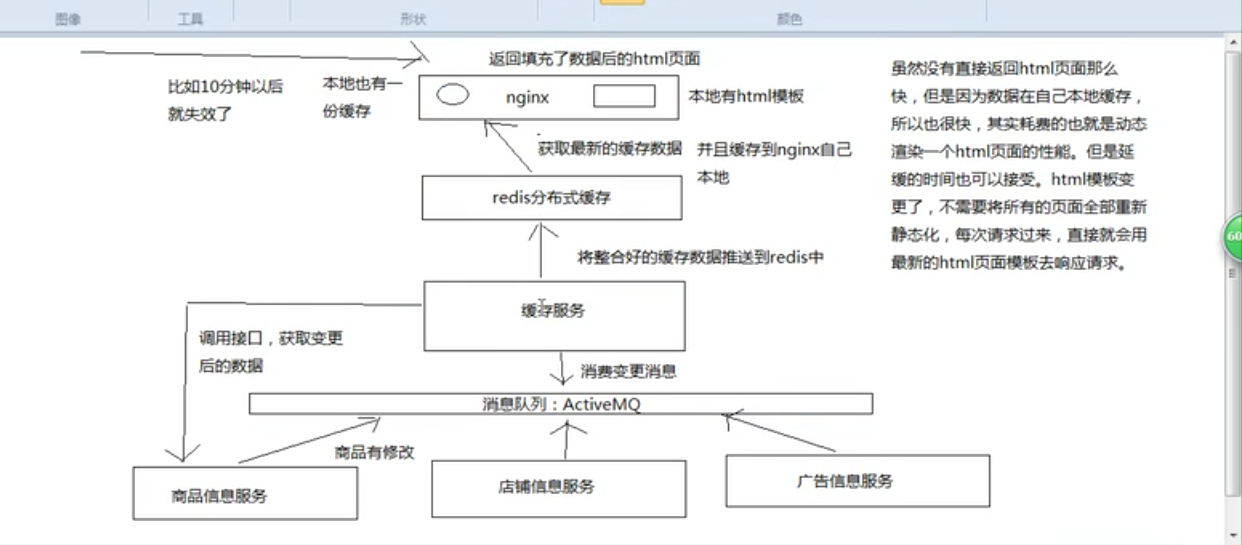 图像
工具
形状
颜色
返回填充了数据后的html页面
比如10分钟以后
就失效了
本地也有一
份缓存
nginx
本地有html模板
获取最新的缓存数据
并且缓存到nginx自己
本地
redis分布式缓存
将整合好的缓存数据推送到redis中
缓存服务
调用接口，获取变更
后的数据
消费变更消息
消息队列：ActiveMQ
商品有修改
商品信息服务
店铺信息服务
广告信息服务
虽然没有直接返回html页面那么
快，但是因为数据在自己本地缓存，
所以也很快，其实耗费的也就是动态
渲染一个html页面的性能。但是延
缓的时间也可以接受。html模板变
更了，不需要将所有的页面全部重新
静态化，每次请求过来，直接就会用
最新的html页面模板去响应请求。
60